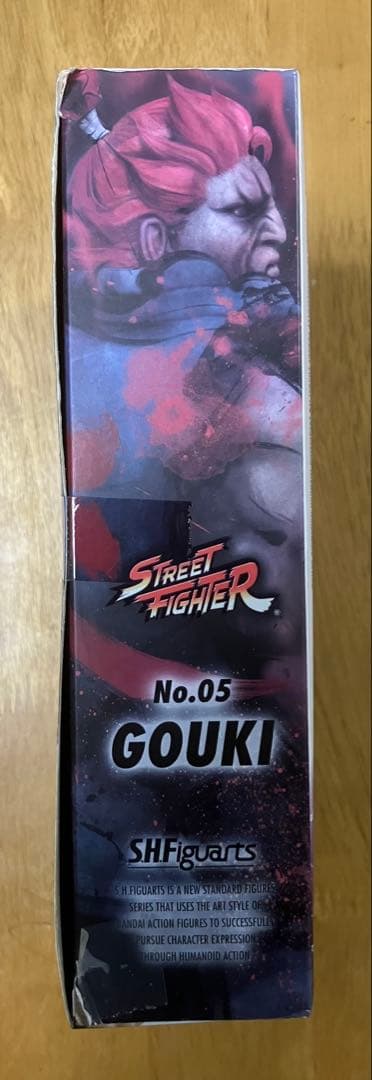 STREET
FIGHTER
No.05
GOUKI
S.H.Figuarts
S.H.FIGUARTS IS A NEW STANDARD FIGURES
SERIES THAT USES THE ART STYLE OF
BANDAI ACTION FIGURES TO SUCCESSFULLY
PURSUE CHARACTER EXPRESSION
THROUGH HUMANOID ACTION.